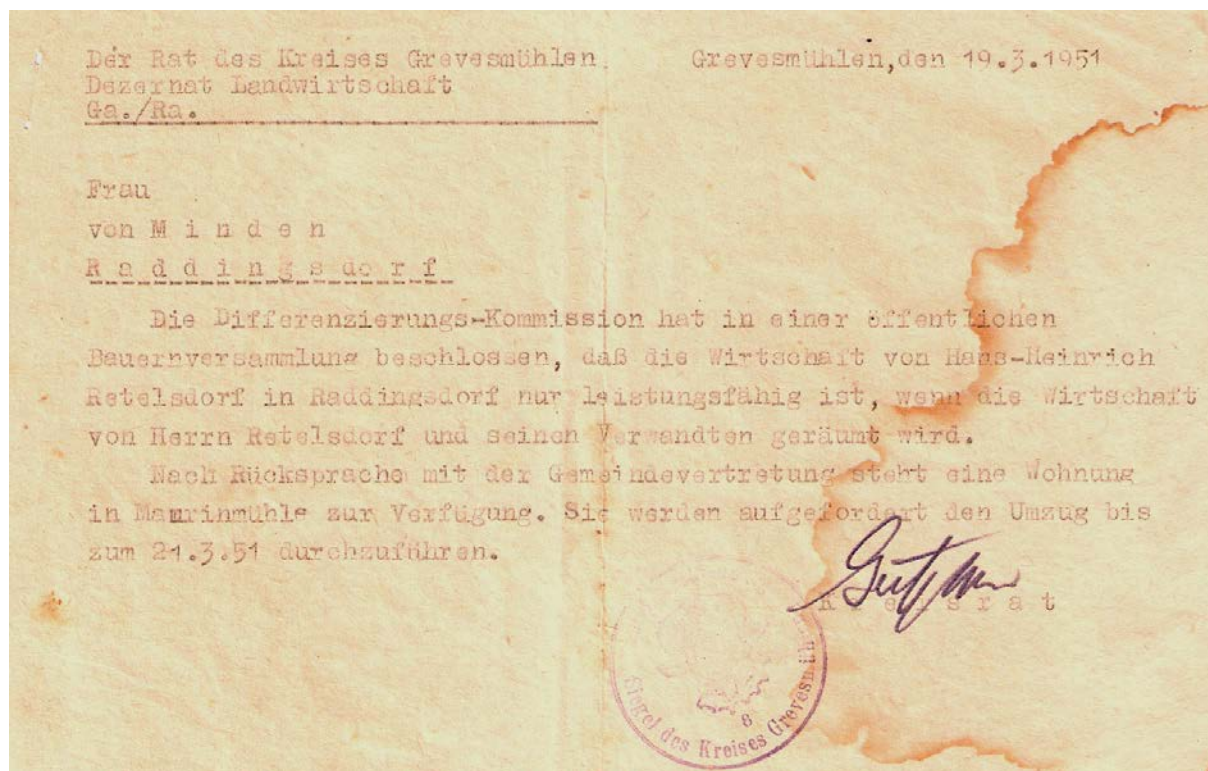 Der Rat des Kreises Grevesmühlen
Grevesmühlen,den 19.3.1951
Dezernat Landwirtschaft
Ga./Ra.
Frau
von M i n d e n
R a d d i n g s d o r f
Die Differenzierungs-Kommission hat in einer öffentlichen
Bauernversammlung beschlossen, daß die Wirtschaft von Hans-Heinrich
Retelsdorf in Raddingsdorf nur leistungsfähig ist, wenn die Wirtschaft
von Herrn Retelsdorf und seinen Verwandten geräumt wird.
Nach Rücksprache mit der Gemeindevertretung steht eine Wohnung
in Maurinmühle zur Verfügung. Sie werden aufgefordert den Umzug bis
zum 21.3.51 durchzuführen.
K r e i s r a t
Siegel des Kreises Grevesmüh
6